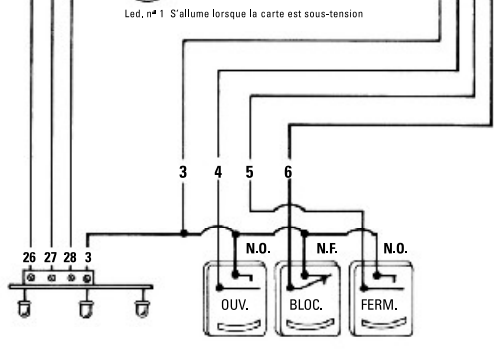 Led, nº 1 S'allume lorsque la carte est sous-tension
3 4 5 6
26 27 28 3
N.O. N.F. N.O.
OUV. BLOC. FERM.